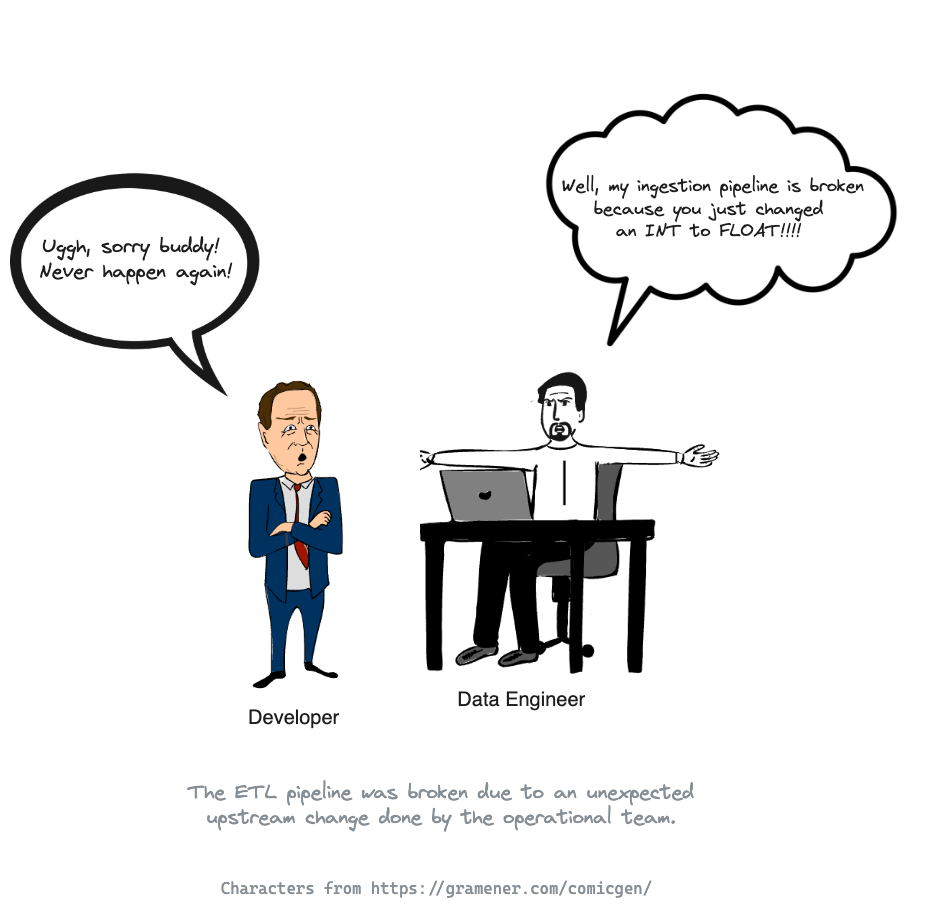 Uggh, sorry buddy!
Never happen again!
Well, my ingestion pipeline is broken
because you just changed
an INT to FLOAT!!!!
Developer
Data Engineer
The ETL pipeline was broken due to an unexpected
upstream change done by the operational team.
Characters from https://gramener.com/comicgen/